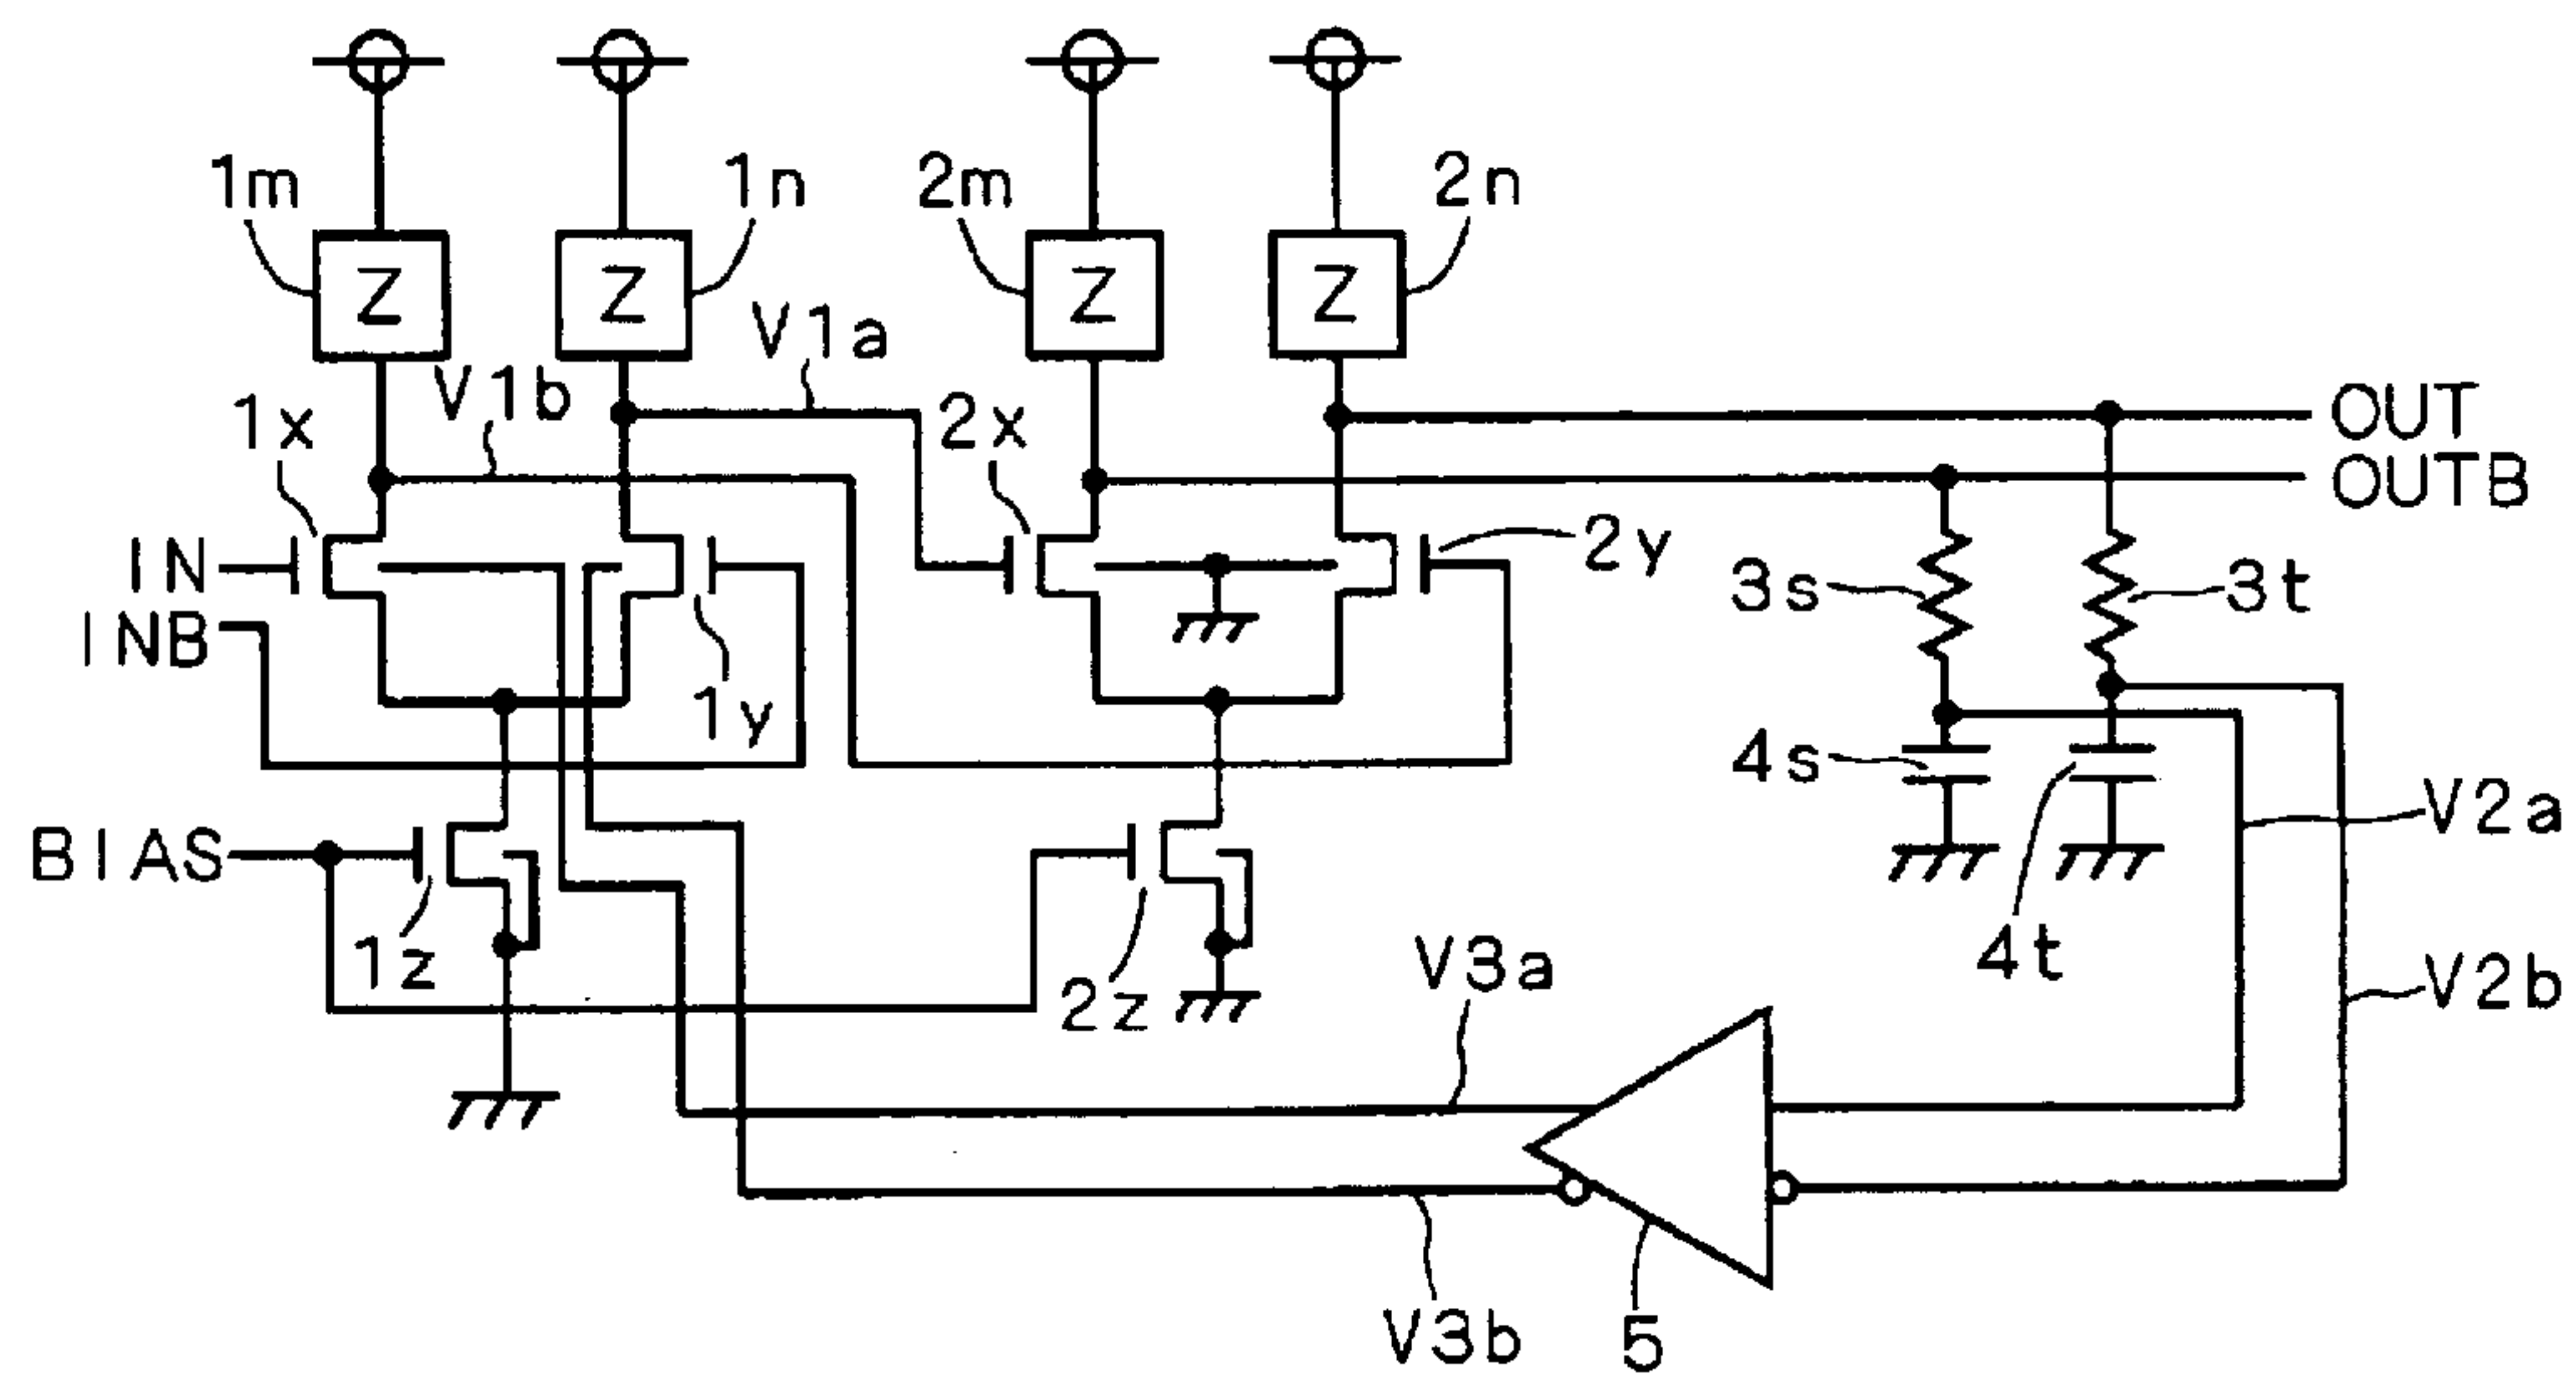 1m
1n
2m
2n
Z
Z
Z
Z
V1a
V1b
1x
2x
OUT
OUTB
IN
INB
2y
3s
3t
1y
4s
V2a
BIAS
1z
2z
V3a
4t
V2b
V3b
5